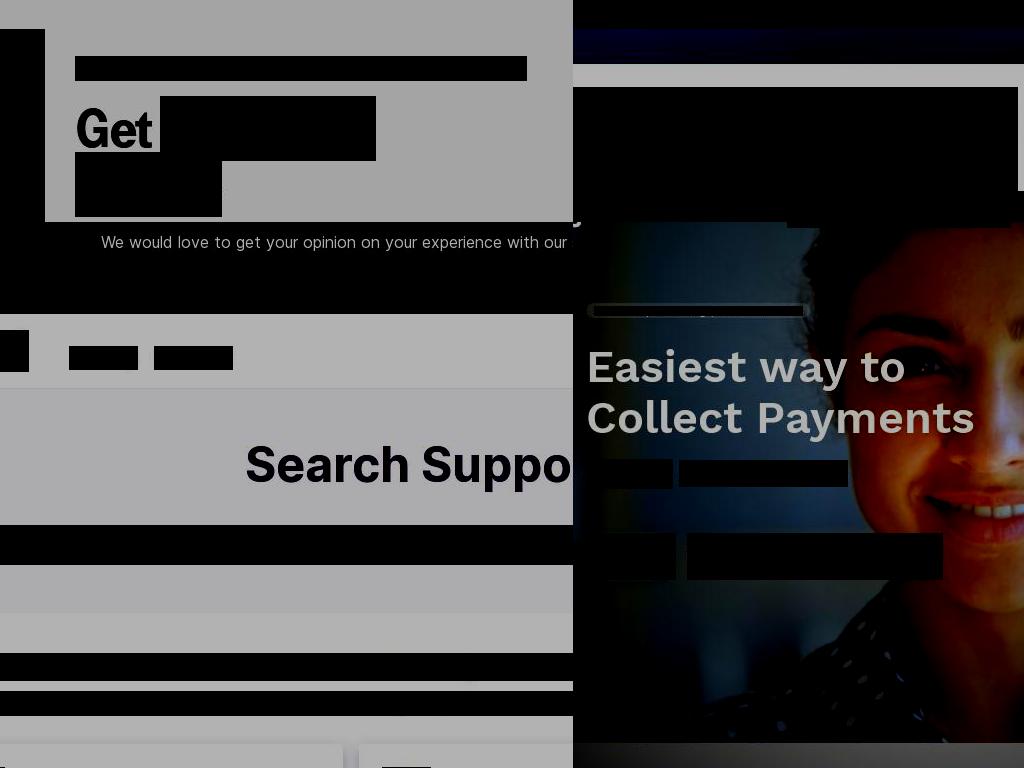 Get
We would love to get your opinion on your experience with our
Search Suppo
Easiest way to
Collect Payments